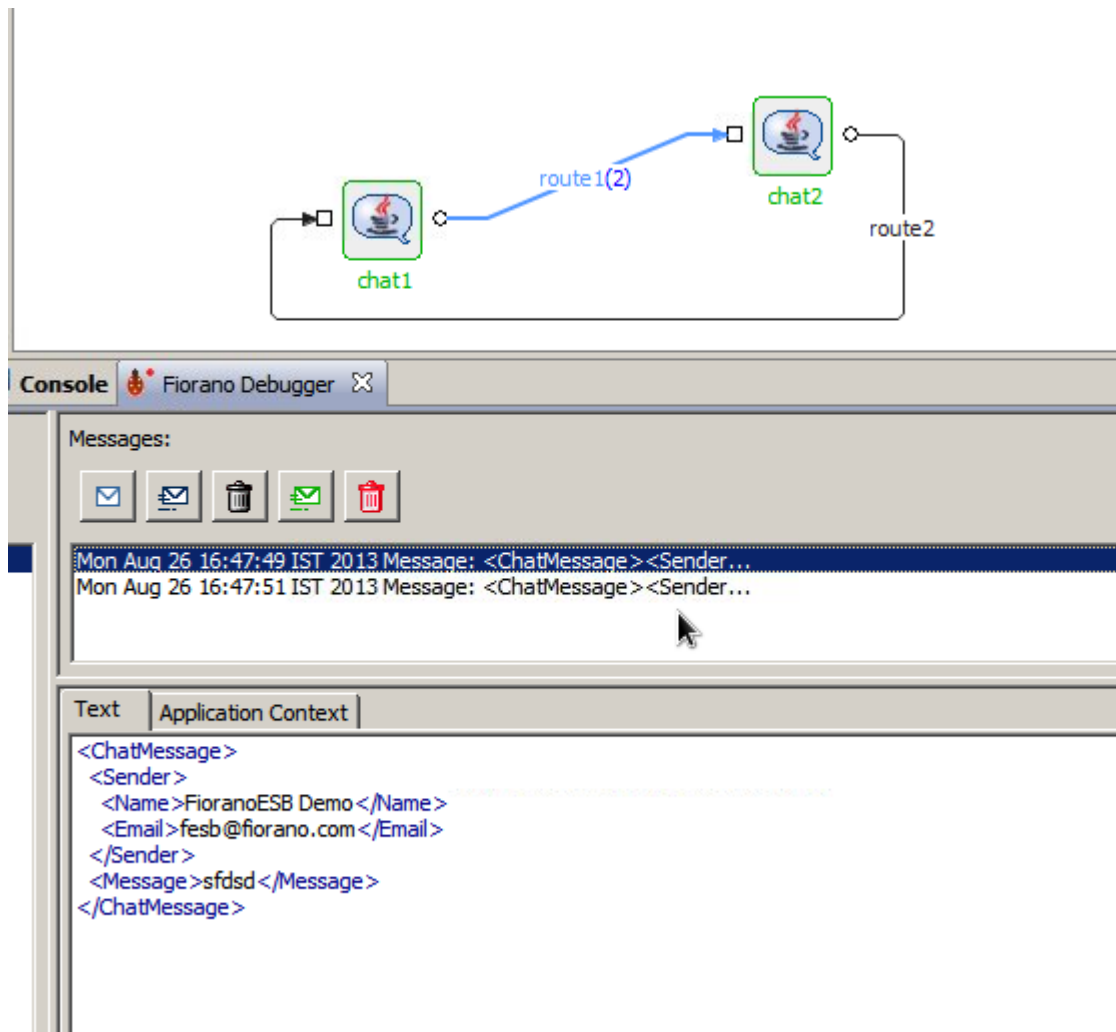 route1(2)
chat2
route2
chat1
Console
Fiorano Debugger
Messages:
Mon Aug 26 16:47:49 IST 2013 Message: <ChatMessage><Sender...
Mon Aug 26 16:47:51 IST 2013 Message: <ChatMessage><Sender...
Text
Application Context
<ChatMessage>
<Sender>
<Name>FioranoESB Demo</Name>
<Email>fesb@fiorano.com</Email>
</Sender>
<Message>sfdsd</Message>
</ChatMessage>